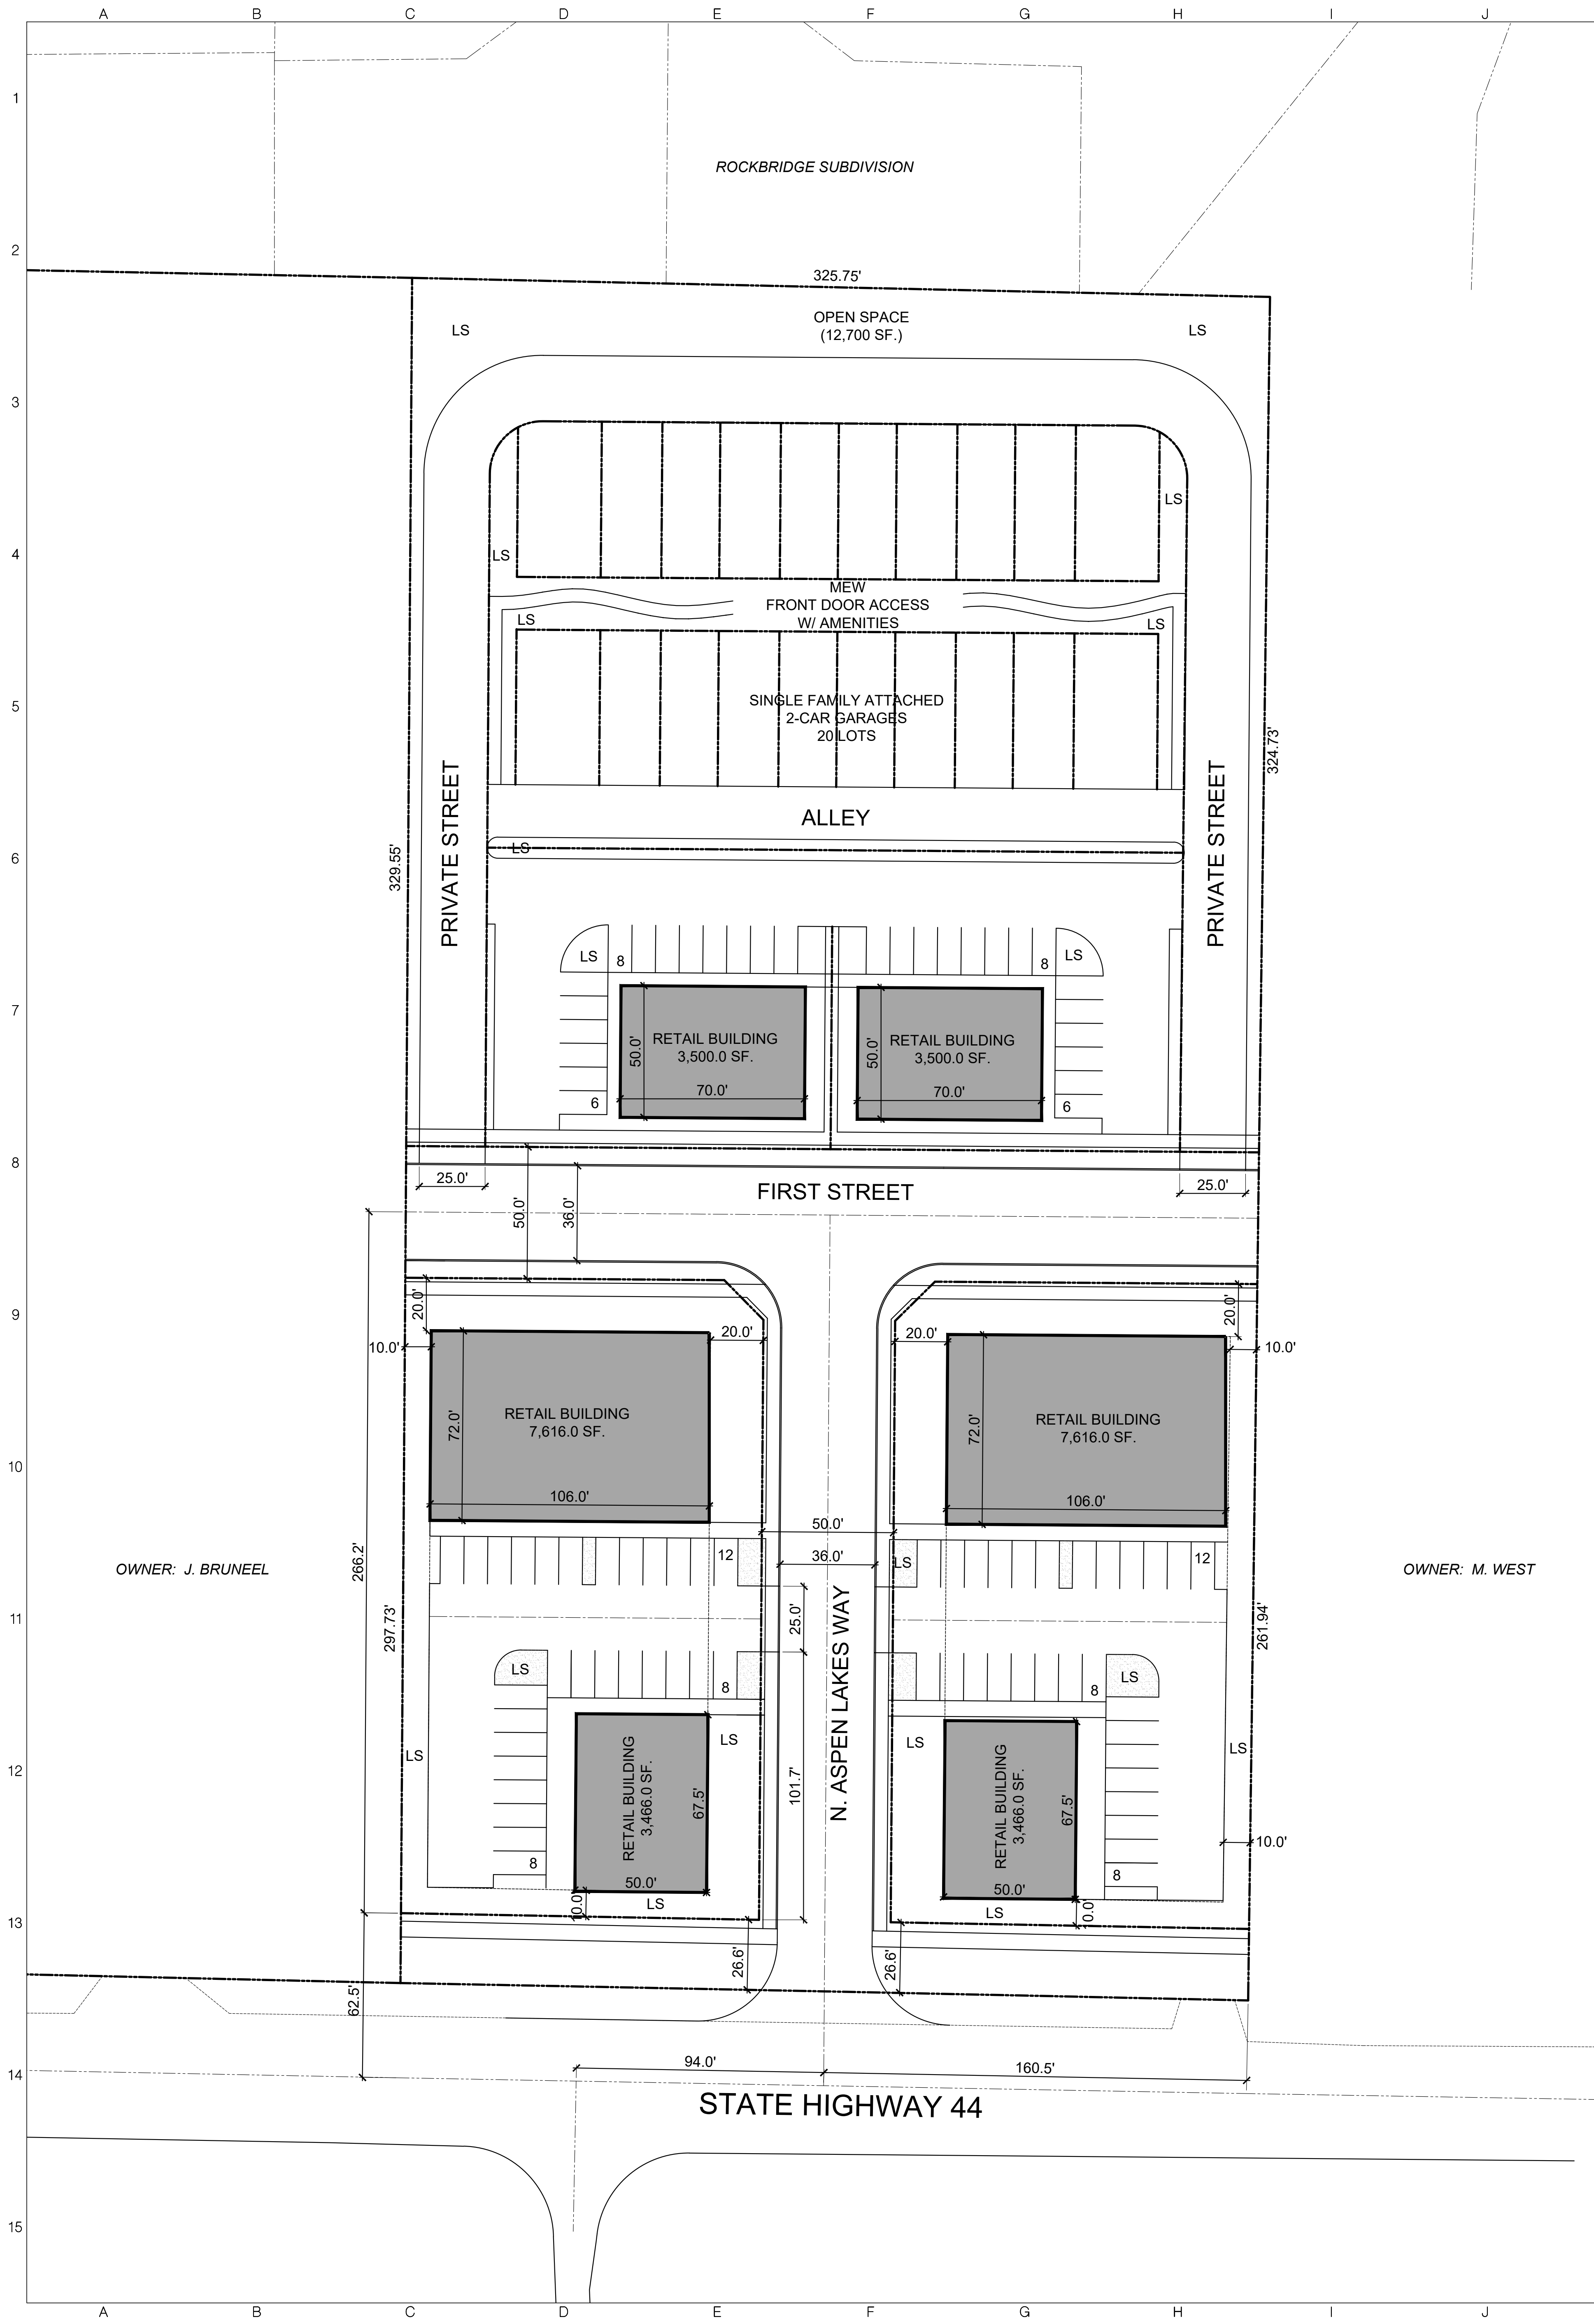 A B C D E F G H I J
1
ROCKBRIDGE SUBDIVISION
2
325.75'
OPEN SPACE
(12,700 SF.)
LS
LS
3
LS
4
LS
MEW
FRONT DOOR ACCESS
W/ AMENITIES
LS
LS
5
SINGLE FAMILY ATTACHED
2-CAR GARAGES
20 LOTS
324.73'
PRIVATE STREET
PRIVATE STREET
ALLEY
329.55'
6
LS
LS
8
8
LS
7
RETAIL BUILDING
3,500.0 SF.
50.0'
70.0'
RETAIL BUILDING
3,500.0 SF.
50.0'
70.0'
6
6
8
25.0'
FIRST STREET
25.0'
50.0'
36.0'
9
20.0'
20.0'
20.0'
20.0'
10.0'
10.0'
RETAIL BUILDING
7,616.0 SF.
72.0'
106.0'
RETAIL BUILDING
7,616.0 SF.
72.0'
106.0'
10
50.0'
36.0'
12
LS
12
OWNER: J. BRUNEEL
OWNER: M. WEST
266.2'
11
297.73'
25.0'
N. ASPEN LAKES WAY
261.94'
LS
8
8
LS
LS
LS
LS
LS
12
RETAIL BUILDING
3,466.0 SF.
67.5'
50.0'
101.7'
RETAIL BUILDING
3,466.0 SF.
67.5'
50.0'
10.0'
8
8
10.0'
LS
LS
10.0'
13
26.6'
26.6'
62.5'
14
94.0'
160.5'
STATE HIGHWAY 44
15
A B C D E F G H I J